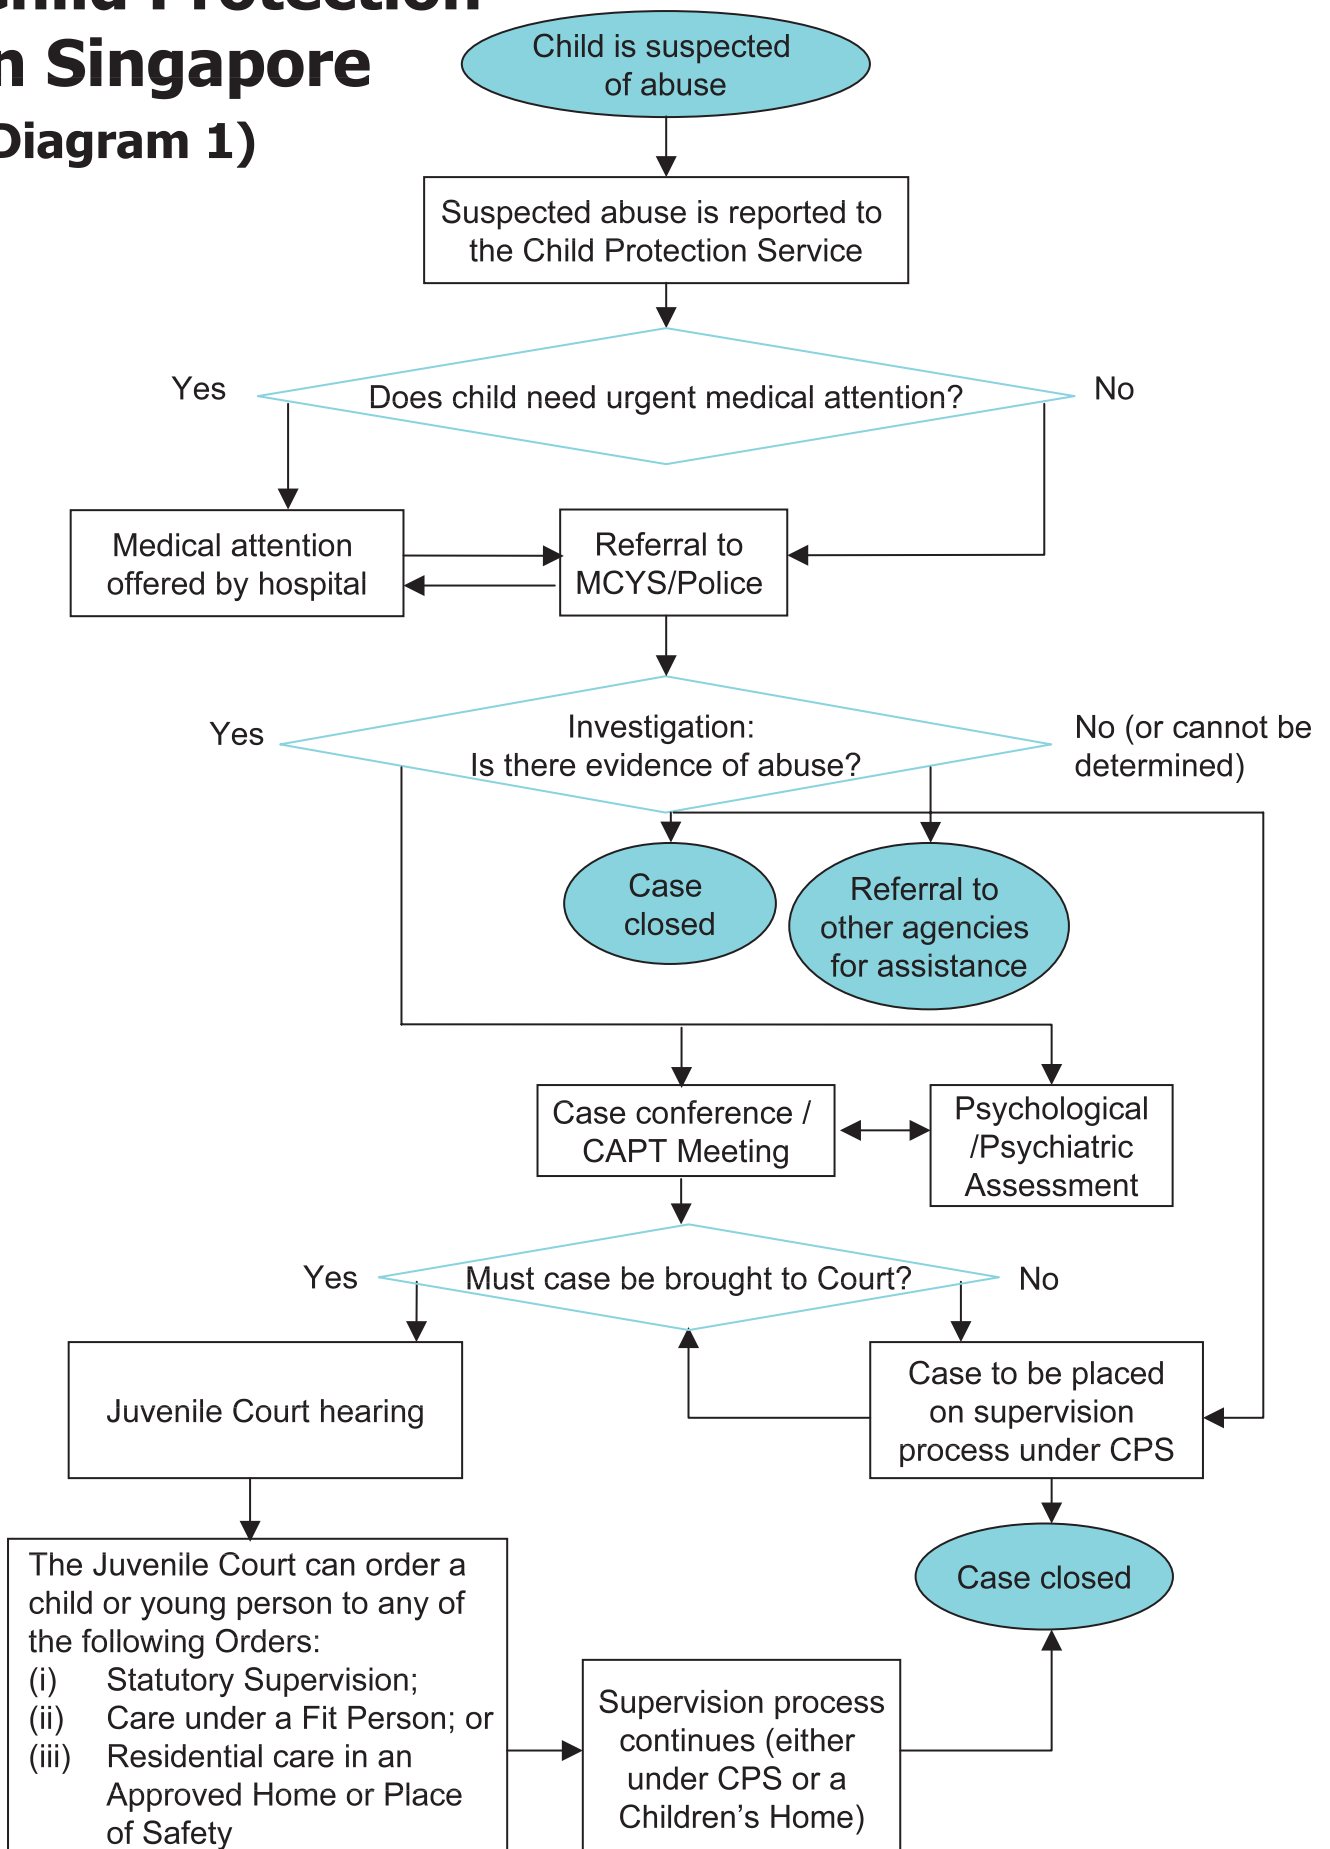 Child Protection
n Singapore
Diagram 1)
Child is suspected
of abuse
Suspected abuse is reported to
the Child Protection Service
Yes
Does child need urgent medical attention?
No
Medical attention
offered by hospital
Referral to
MCYS/Police
Yes
Investigation:
Is there evidence of abuse?
No (or cannot be
determined)
Case
closed
Referral to
other agencies
for assistance
Case conference /
CAPT Meeting
Psychological
/Psychiatric
Assessment
Yes
Must case be brought to Court?
No
Juvenile Court hearing
Case to be placed
on supervision
process under CPS
Case closed
The Juvenile Court can order a
child or young person to any of
the following Orders:
(i) Statutory Supervision;
(ii) Care under a Fit Person; or
(iii) Residential care in an
Approved Home or Place
of Safety
Supervision process
continues (either
under CPS or a
Children's Home)